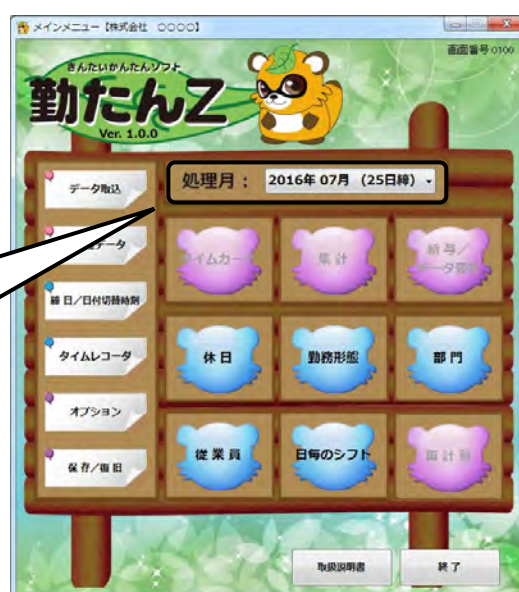 メインメニュー【株式会社 〇〇〇〇】
画面番号 0100
きんたいかんたんソフト
勤たんZ
Ver. 1.0.0
処理月： 2016年 07月 （25日締）
データ取込
データ
締 日／日付切替時刻
タイムレコーダ
オプション
保 存／復 旧
タイムカード
集 計
給 与／
休 日
勤務形態
部 門
従 業 員
日毎のシフト
取扱説明書
終 了